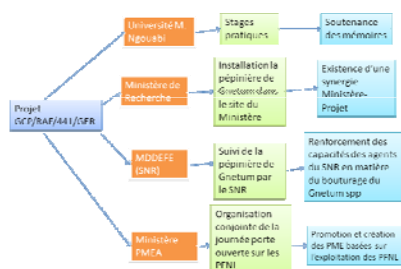 Université M.
Ngouabi
Stages
pratiques
Soutenance
des mémoires
Ministère de
Recherche
Installation la
pépinière de
Gnetum dans
le site du
Ministère
Existence d'une
synergie
Ministère-
Projet
Projet
GCP/RAF/441/GER
MDDEFE
(SNR)
Suivi de la
pépinière de
Gnetum par
le SNR
Renforcement des
capacités des agents
du SNR en matière
du bouturage du
Gnetum spp
Ministère
PMEA
Organisation
conjointe de la
journée porte
ouverte sur les
PFNL
Promotion et création
des PME basées sur
l'exploitation des PFNL